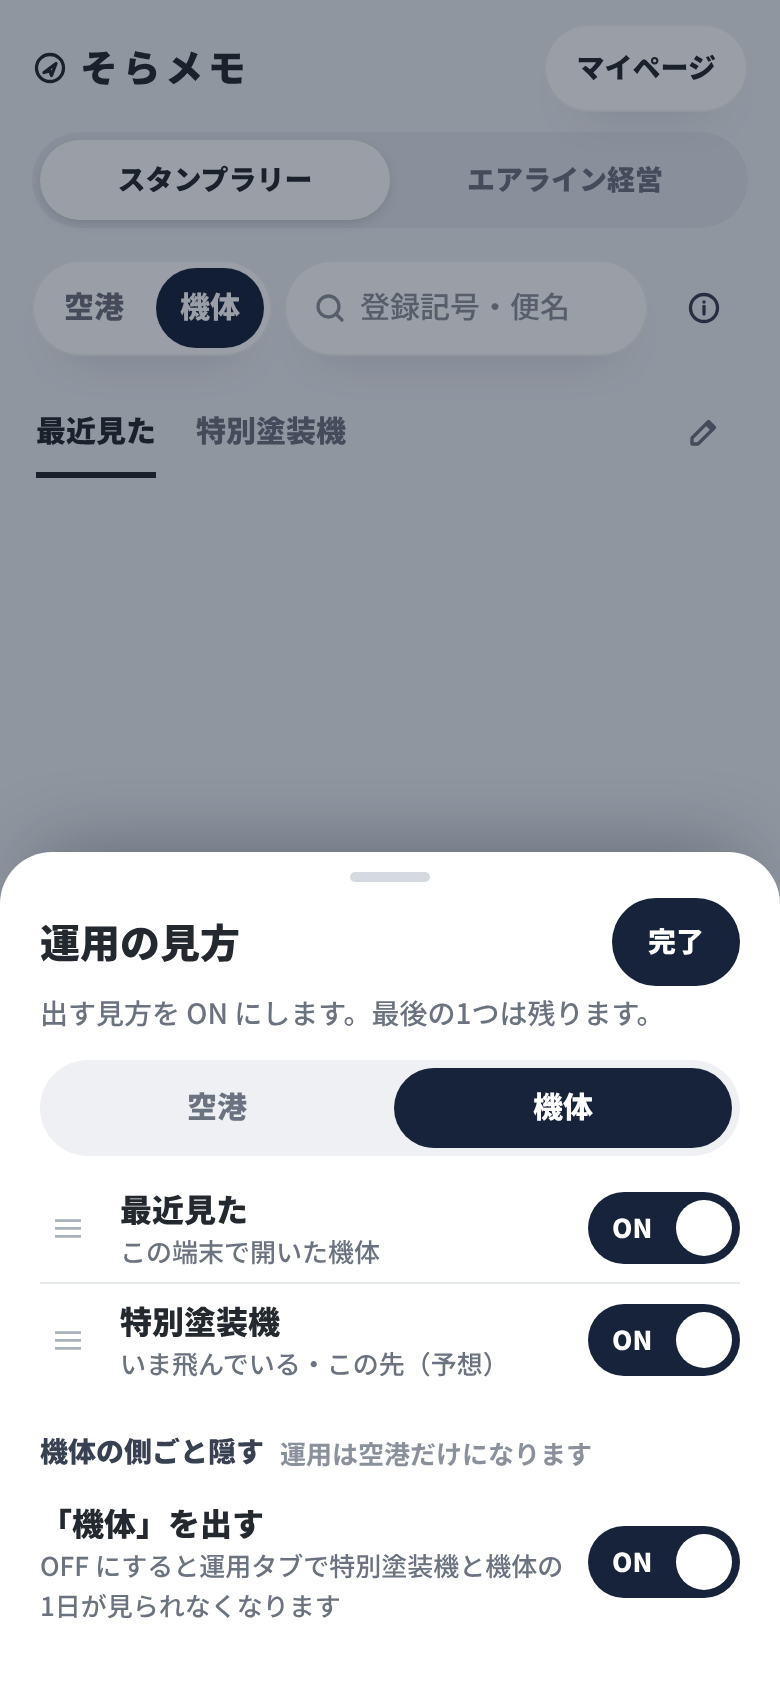 そらメモ
マイページ
スタンプラリー
エアライン経営
空港
機体
登録記号・便名
最近見た
特別塗装機
運用の見方
完了
出す見方を ON にします。最後の1つは残ります。
空港
機体
最近見た
この端末で開いた機体
ON
特別塗装機
いま飛んでいる・この先（予想）
ON
機体の側ごと隠す 運用は空港だけになります
「機体」を出す
OFF にすると運用タブで特別塗装機と機体の
1日が見られなくなります
ON